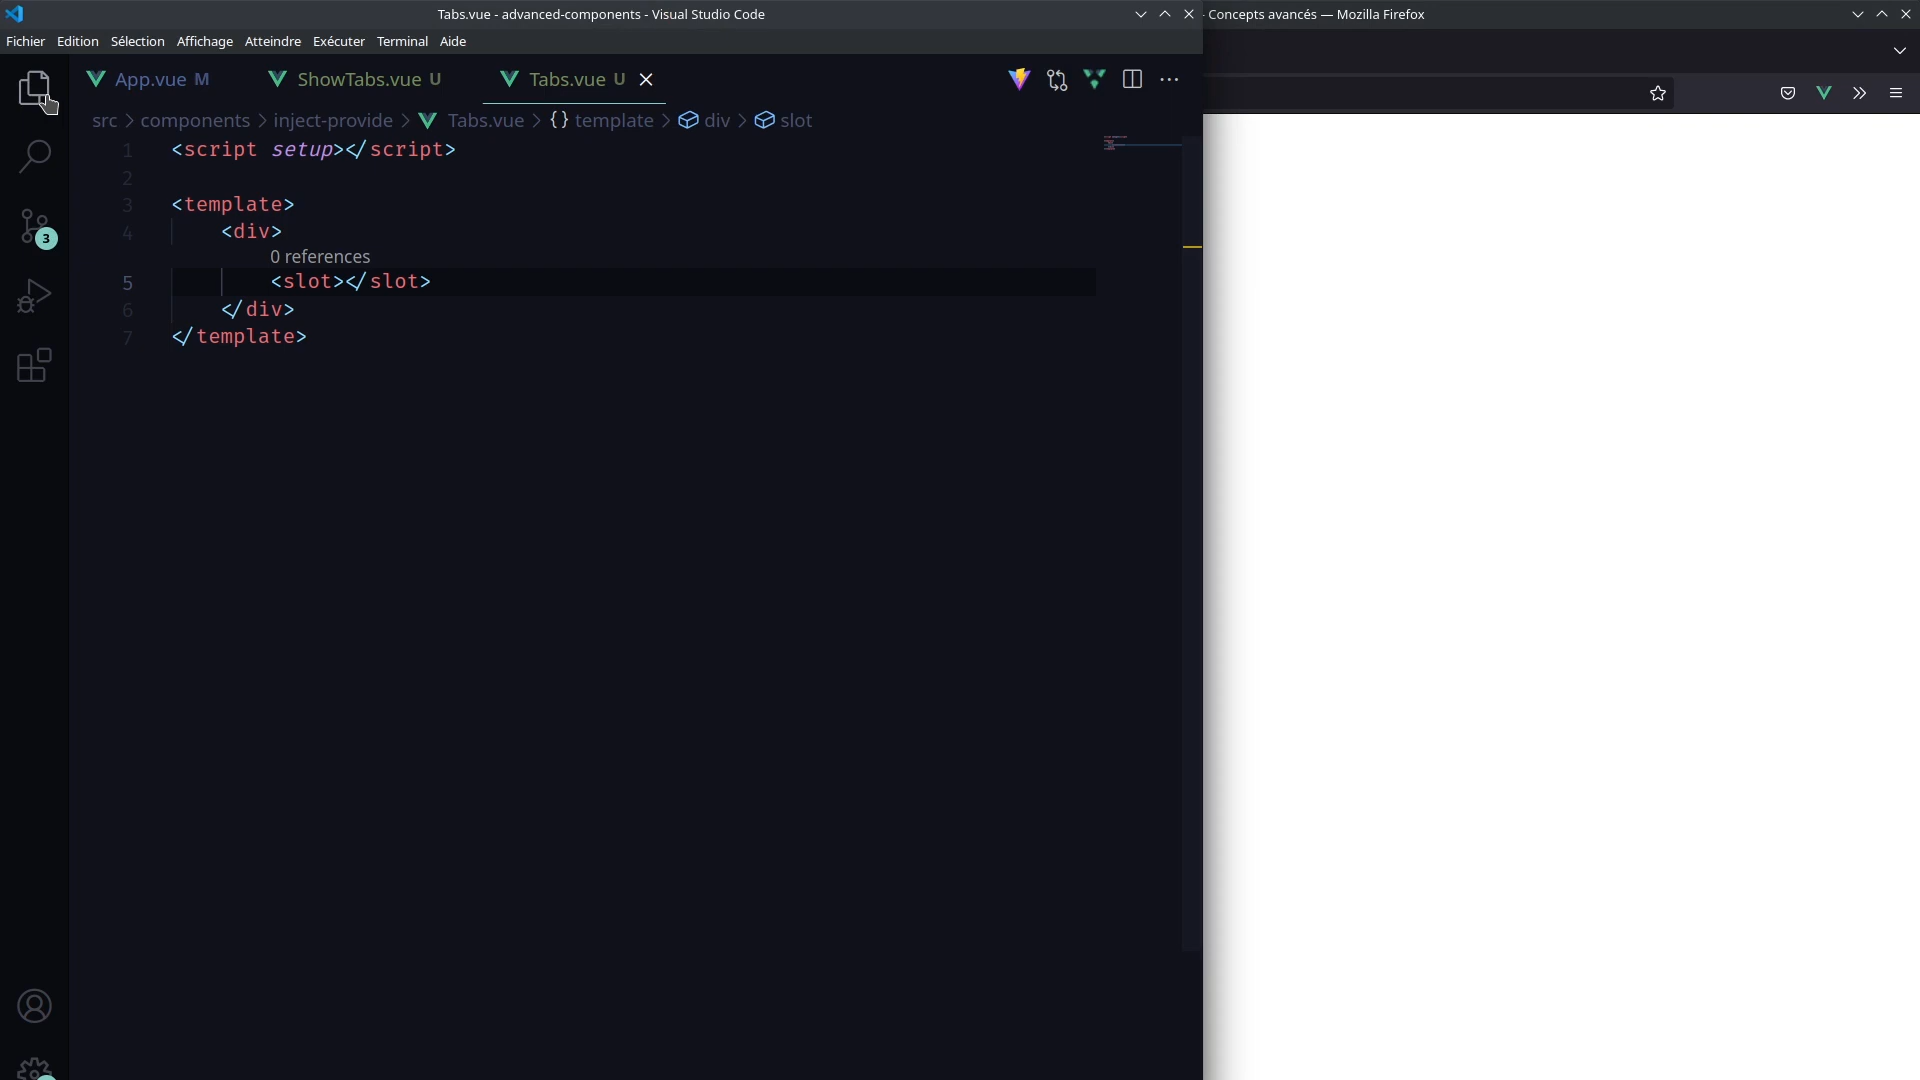 Tabs.vue - advanced-components - Visual Studio Code
- Concepts avancés — Mozilla Firefox
Fichier Edition Sélection Affichage Atteindre Exécuter Terminal Aide
App.vue M
ShowTabs.vue U
Tabs.vue U
src > components > inject-provide > Tabs.vue > {} template > div > slot
1 <script setup></script>
2
3 <template>
4 <div>
0 references
5 <slot></slot>
6 </div>
7 </template>
3